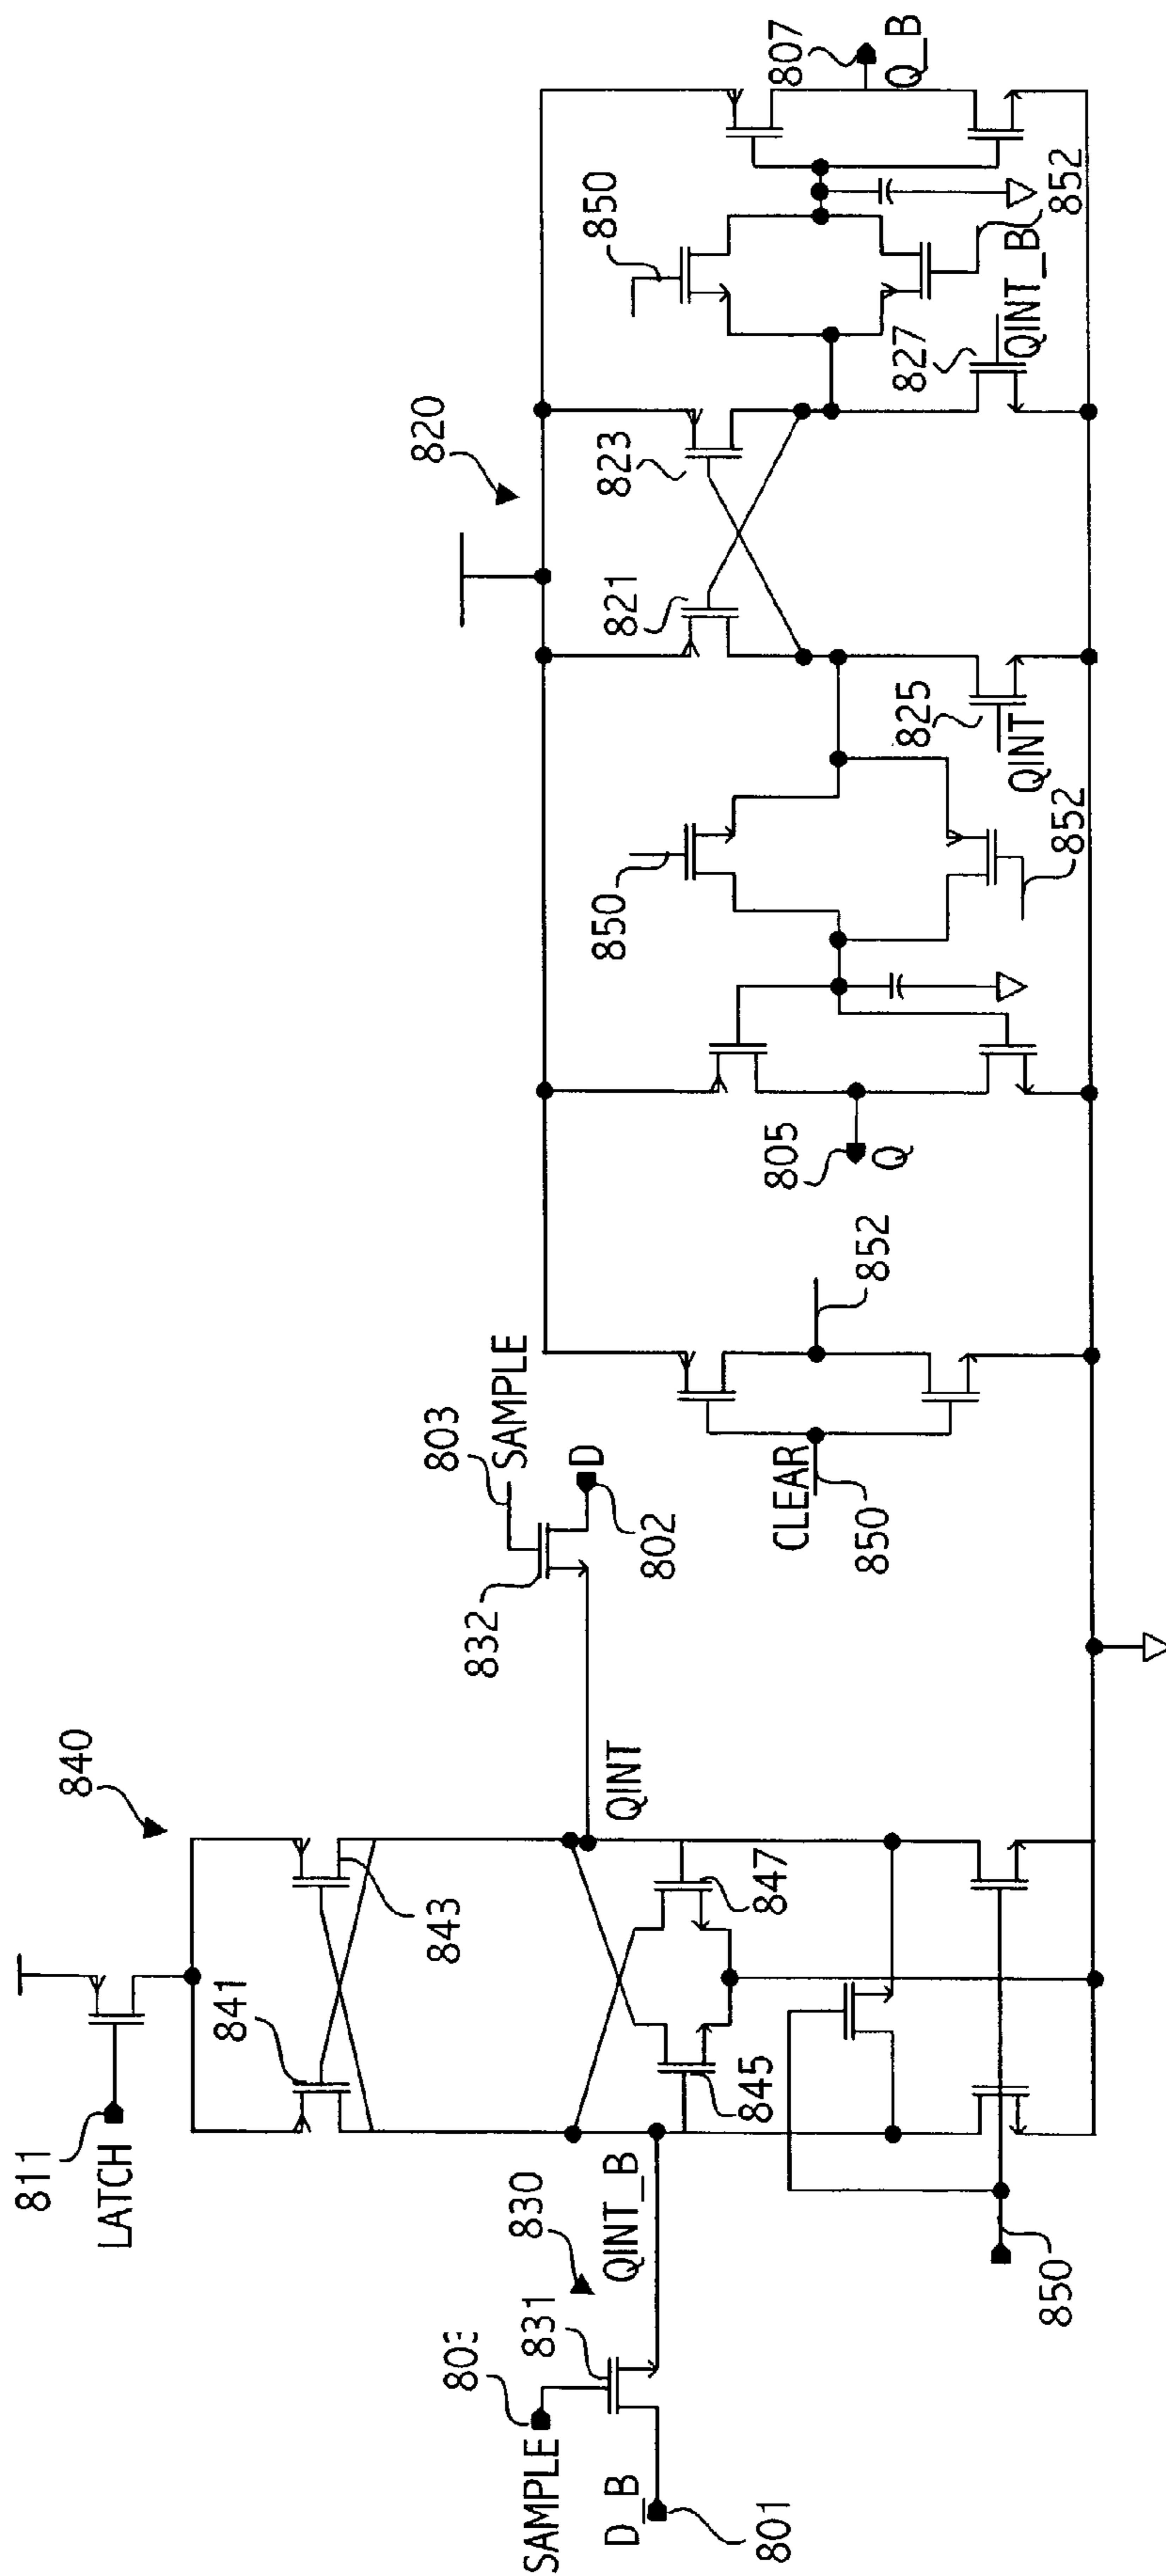 840
803
SAMPLE
820
811
LATCH
841
843
832
D
802
821
823
850
807
Q_B
850
SAMPLE
803
831
830
QINT_B
QINT
CLEAR
850
852
805
Q
825
QINT
827
QINT_B
852
852
D_B
801
845
847
850